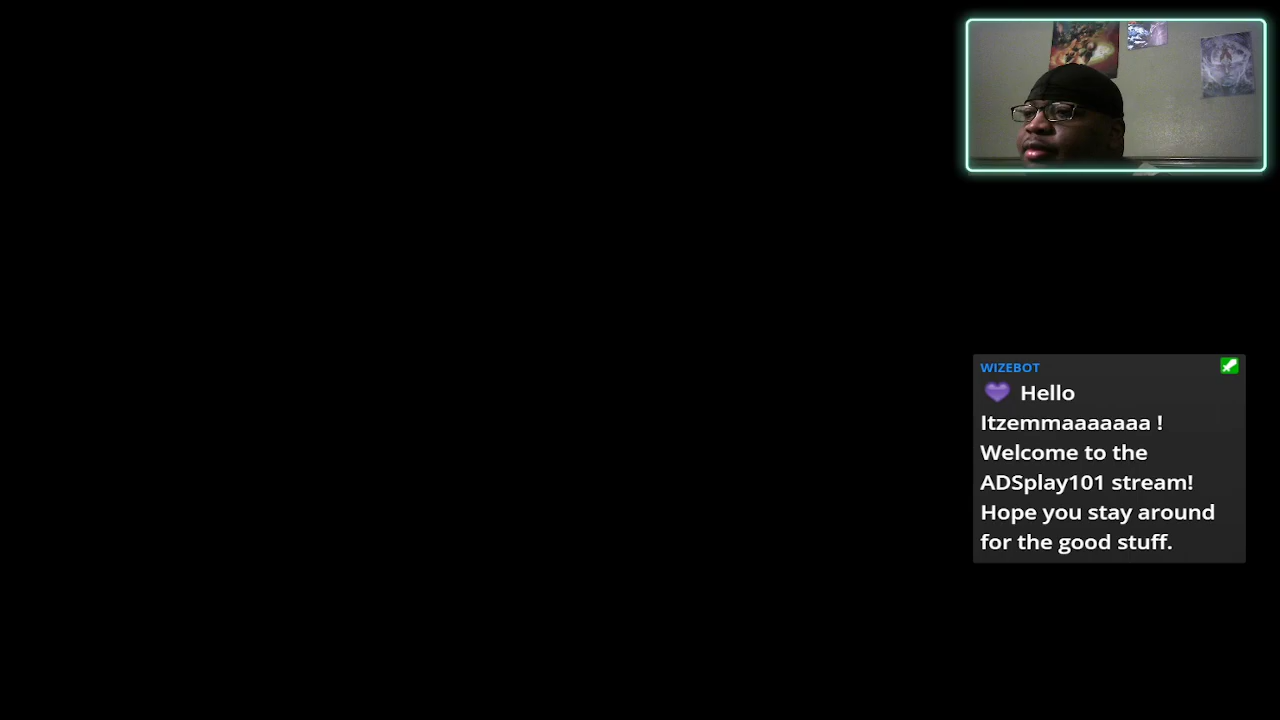 WIZEBOT
Hello
Itzemmaaaaaaa !
Welcome to the
ADSplay101 stream!
Hope you stay around
for the good stuff.